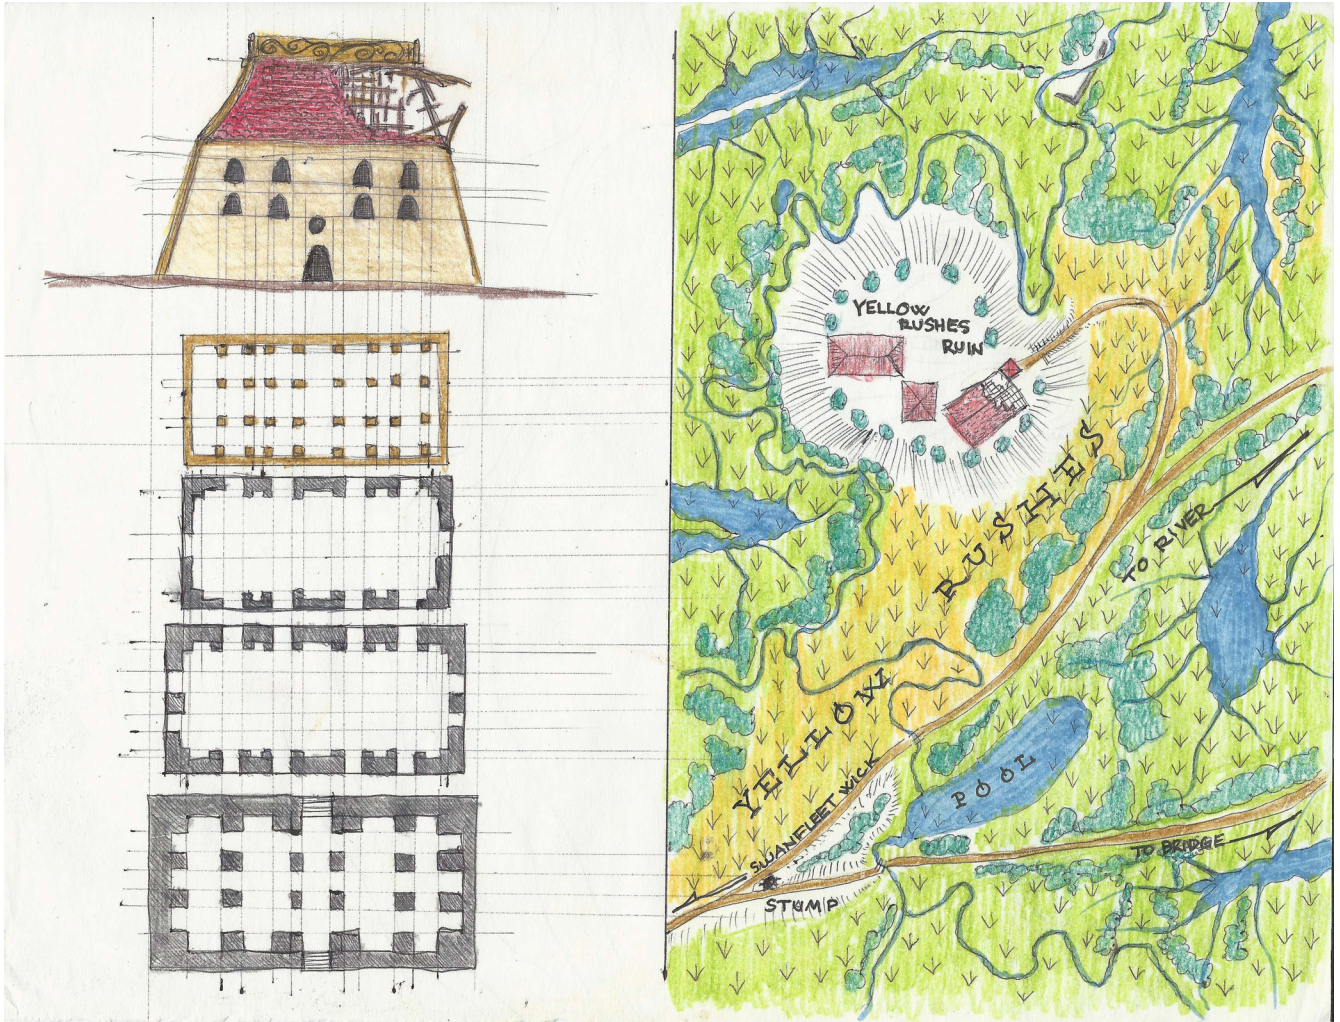 YELLOW
RUSHES
RUIN
YELLOW RUSHES
TO RIVER
POOL
SWANFLEET WICK
TO BRIDGE
STUMP